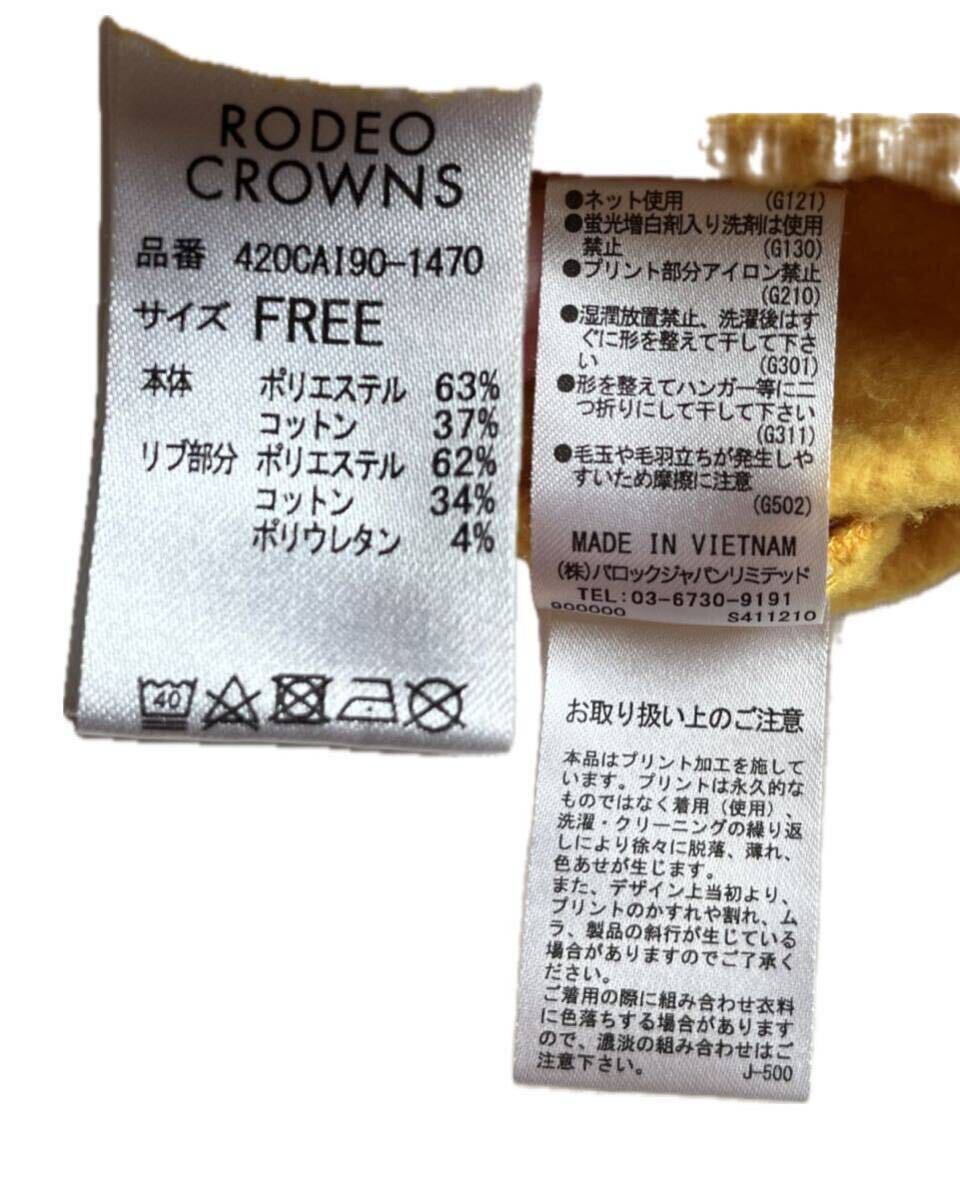 RODEO
CROWNS
品番 420CAI90-1470
サイズ FREE
本体 ポリエステル 63%
コットン 37%
リブ部分 ポリエステル 62%
コットン 34%
ポリウレタン 4%
40
●ネット使用 (G121)
●蛍光増白剤入り洗剤は使用
禁止 (G130)
●プリント部分アイロン禁止
(G210)
●湿潤放置禁止、洗濯後はす
ぐに形を整えて干して下さ
い (G301)
●形を整えてハンガー等に二
つ折りにして干して下さい
(G311)
●毛玉や毛羽立ちが発生しや
すいため摩擦に注意
(G502)
MADE IN VIETNAM
(株)バロックジャパンリミテッド
TEL:03-6730-9191
900000 S411210
お取り扱い上のご注意
本品はプリント加工を施して
います。プリントは永久的な
ものではなく着用(使用)、
洗濯・クリーニングの繰り返
しにより徐々に脱落、薄れ、
色あせが生じます。
また、デザイン上当初より、
プリントのかすれや割れ、ム
ラ、製品の斜行が生じている
場合がありますのでご了承く
ださい。
ご着用の際に組み合わせ衣料
に色落ちする場合があります
ので、濃淡の組み合わせはご
注意下さい。 J-500